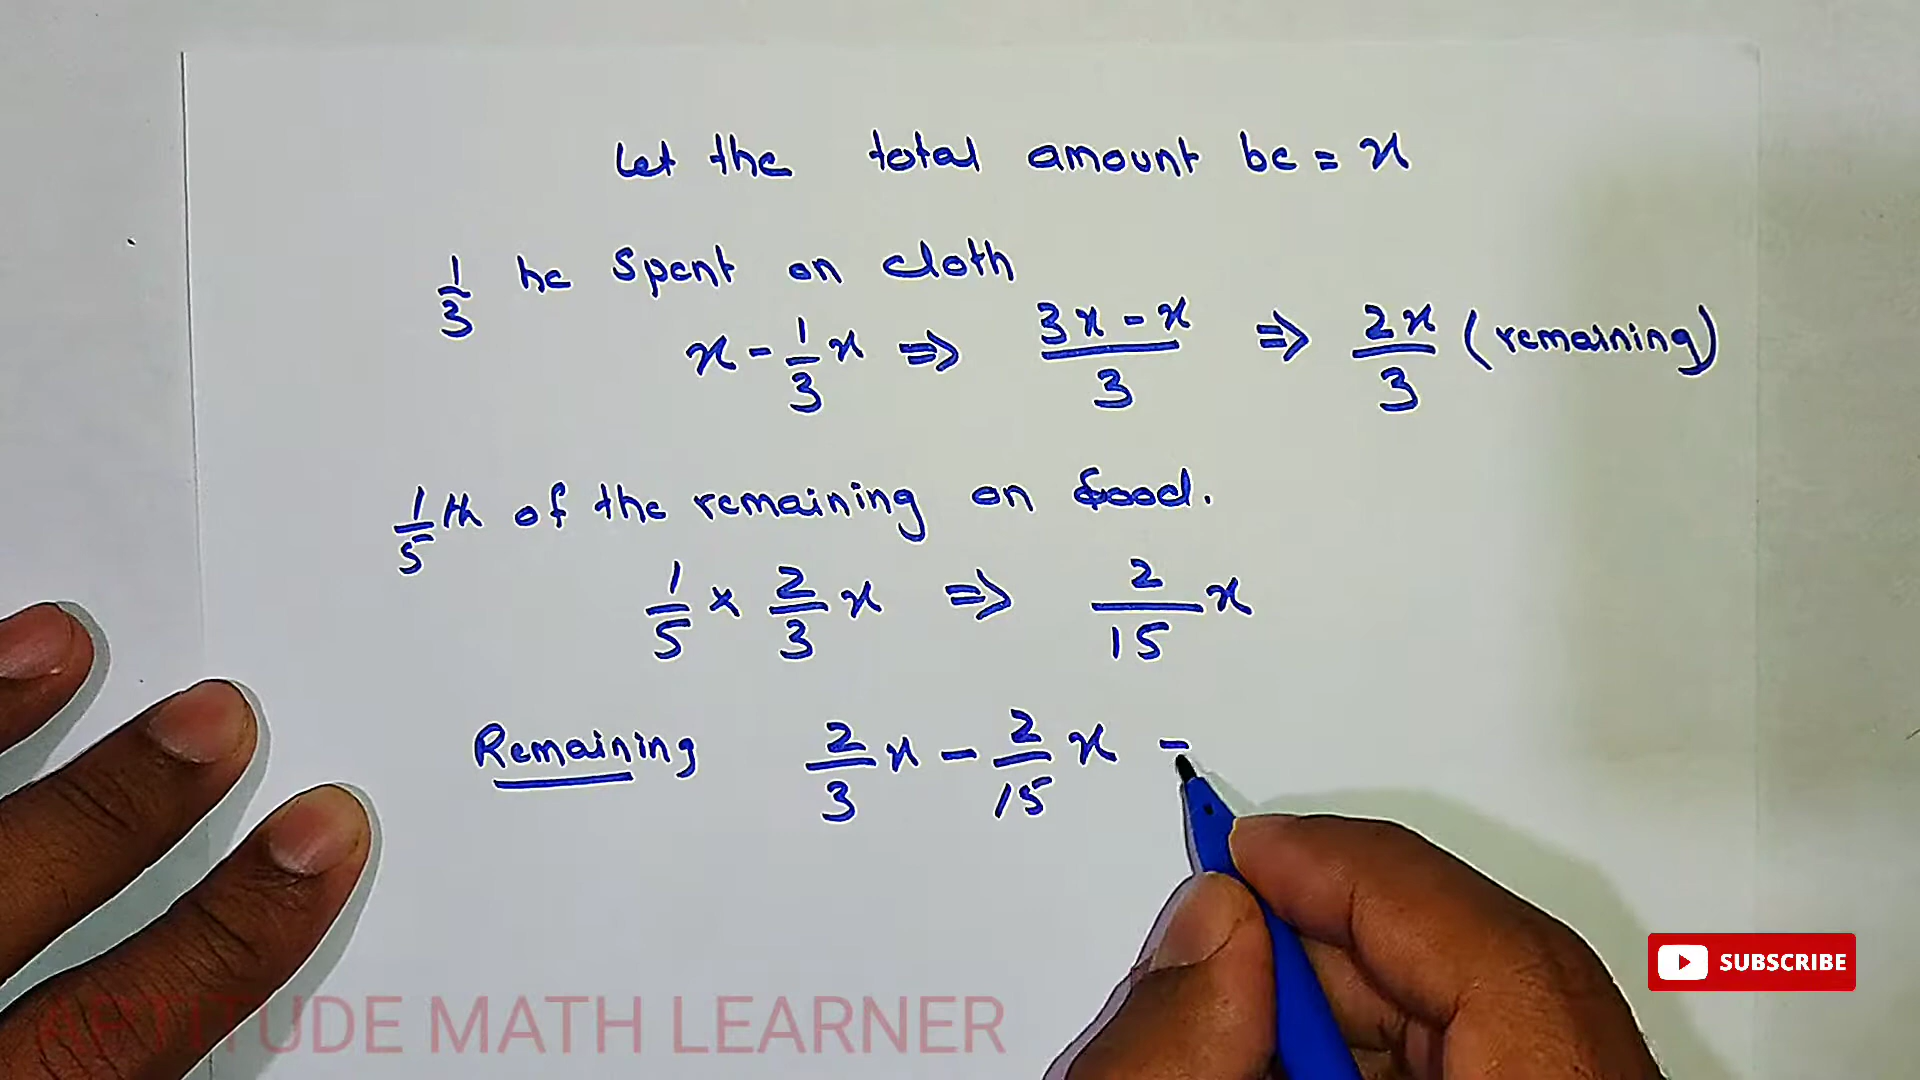 Let the total amount be = x
1/3 he spent on cloth
x - 1/3 x ⇒ 3x - x / 3 ⇒ 2x / 3 (remaining)
1/5 th of the remaining on food.
1/5 × 2/3 x ⇒ 2/15 x
Remaining 2/3 x - 2/15 x -
SUBSCRIBE
APTITUDE MATH LEARNER